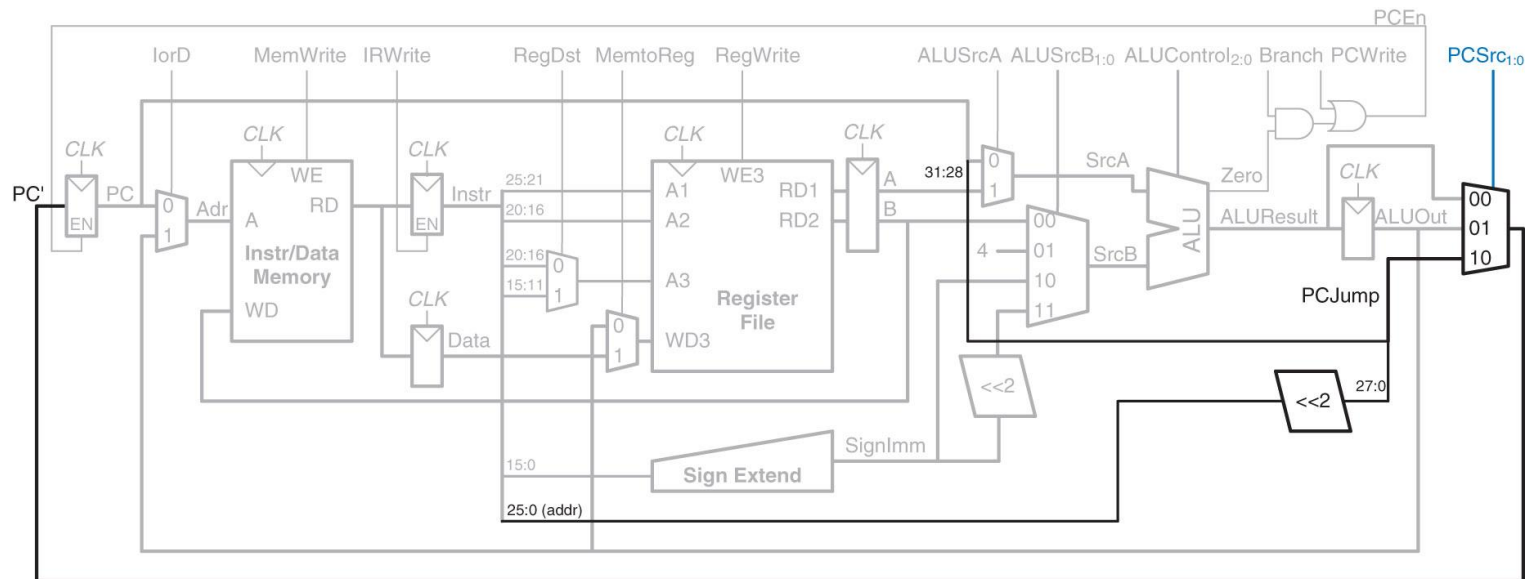 PCEn
IorD MemWrite IRWrite RegDst MemtoReg RegWrite ALUSrcA ALUSrcB1:0 ALUControl2:0 Branch PCWrite PCSrc1:0
CLK CLK CLK CLK CLK CLK
PC' EN PC 0 1 Adr
WE A RD Instr/Data Memory WD
EN Instr
CLK Data
25:21
20:16
20:16 0
15:11 1
0
1
A1 WE3 RD1
A2 RD2
A3 Register
File
WD3
A
B
31:28
0
1
SrcA
00
4 01
10
11
SrcB
ALU
Zero
ALUResult
ALUOut
00
01
10
PCJump
<<2
<<2
27:0
15:0 Sign Extend SignImm
25:0 (addr)